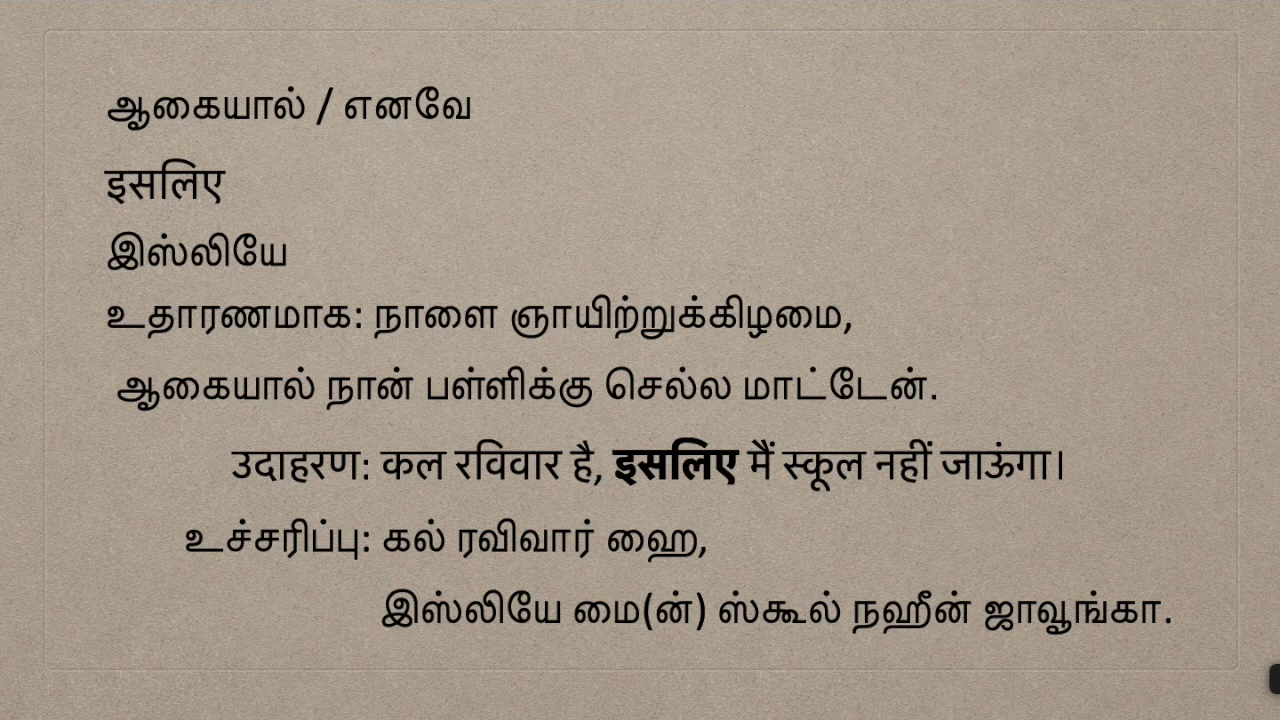 ஆகையால் / எனவே
इसलिए
இஸ்லியே
உதாரணமாக: நாளை ஞாயிற்றுக்கிழமை,
ஆகையால் நான் பள்ளிக்கு செல்ல மாட்டேன்.
उदाहरण: कल रविवार है, इसलिए मैं स्कूल नहीं जाऊंगा।
உச்சரிப்பு: கல் ரவிவார் ஹை,
இஸ்லியே மை(ன்) ஸ்கூல் நஹீன் ஜாவூங்கா.